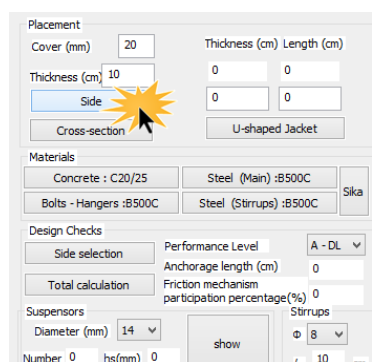 Placement
Cover (mm) 20 Thickness (cm) Length (cm)
Thickness (cm) 10 0 0
Side 0 0
Cross-section U-shaped Jacket
Materials
Concrete : C20/25 Steel (Main) :B500C
Sika
Bolts - Hangers :B500C Steel (Stirrups) :B500C
Design Checks
Side selection Performance Level A - DL
Anchorage length (cm) 0
Total calculation Friction mechanism
participation percentage(%) 0
Suspensors Stirrups
Diameter (mm) 14 show Φ 8
Number 0 hs(mm) 0 10